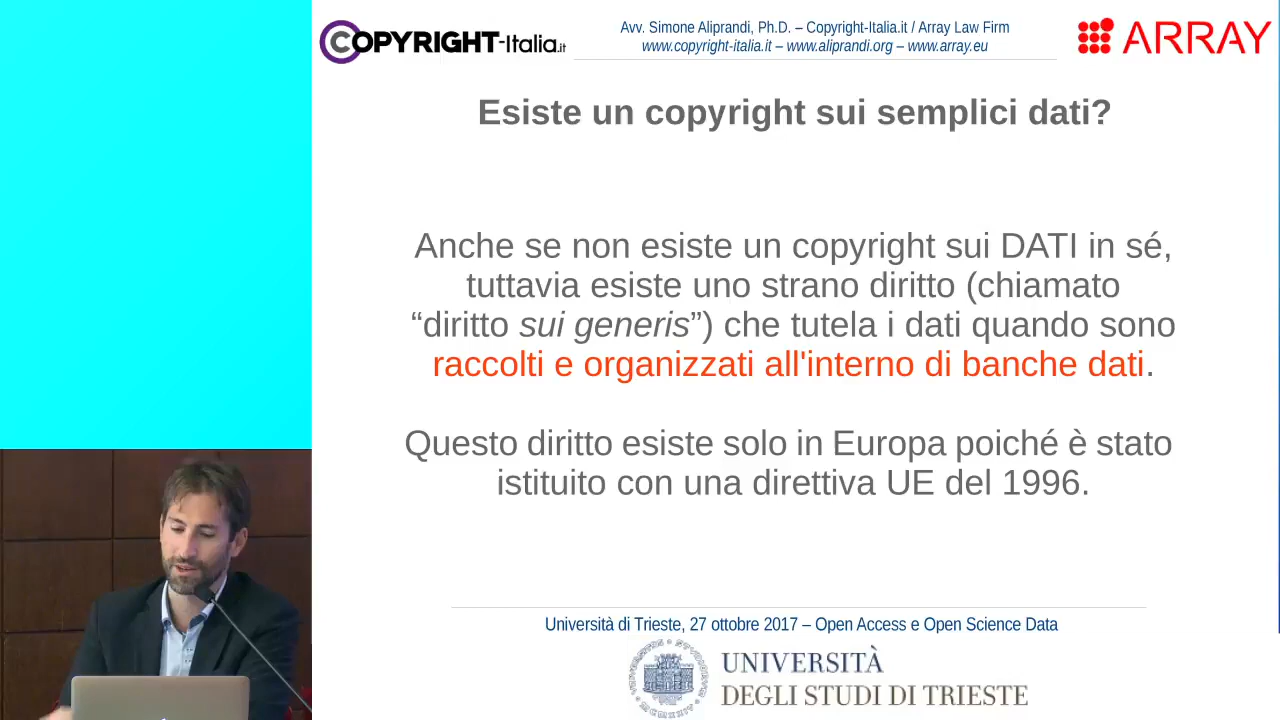 COPYRIGHT-Italia.it
Avv. Simone Aliprandi, Ph.D. – Copyright-Italia.it / Array Law Firm
www.copyright-italia.it – www.aliprandi.org – www.array.eu
ARRAY
Esiste un copyright sui semplici dati?
Anche se non esiste un copyright sui DATI in sé,
tuttavia esiste uno strano diritto (chiamato
“diritto sui generis”) che tutela i dati quando sono
raccolti e organizzati all'interno di banche dati.
Questo diritto esiste solo in Europa poiché è stato
istituito con una direttiva UE del 1996.
Università di Trieste, 27 ottobre 2017 – Open Access e Open Science Data
UNIVERSITÀ
DEGLI STUDI DI TRIESTE